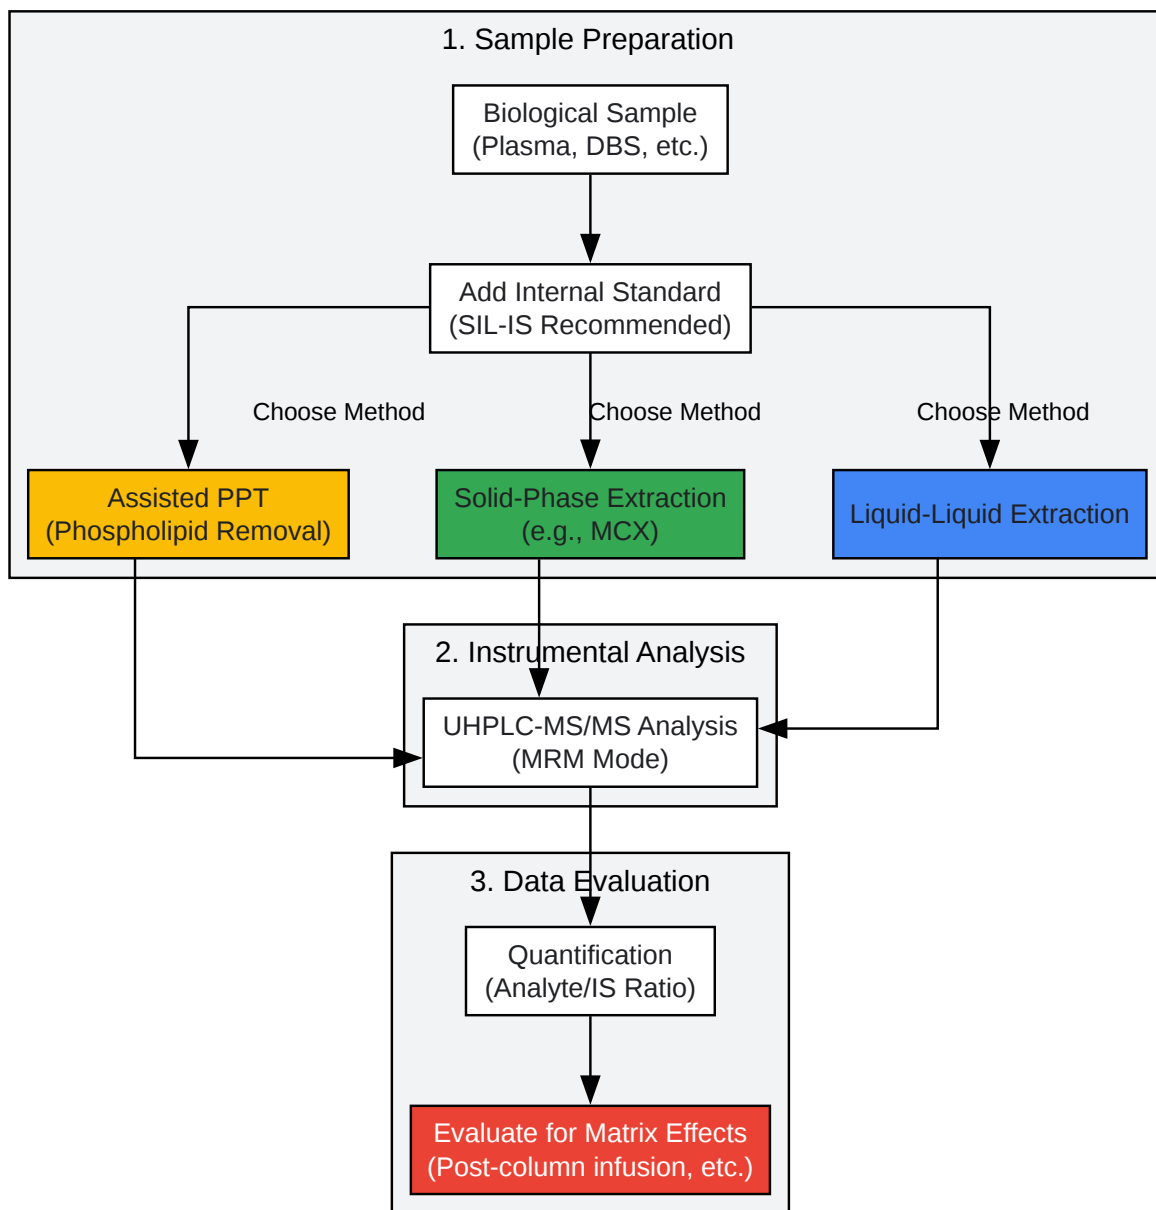 1. Sample Preparation
Biological Sample
(Plasma, DBS, etc.)
Add Internal Standard
(SIL-IS Recommended)
Choose Method
Choose Method
Choose Method
Assisted PPT
(Phospholipid Removal)
Solid-Phase Extraction
(e.g., MCX)
Liquid-Liquid Extraction
2. Instrumental Analysis
UHPLC-MS/MS Analysis
(MRM Mode)
3. Data Evaluation
Quantification
(Analyte/IS Ratio)
Evaluate for Matrix Effects
(Post-column infusion, etc.)